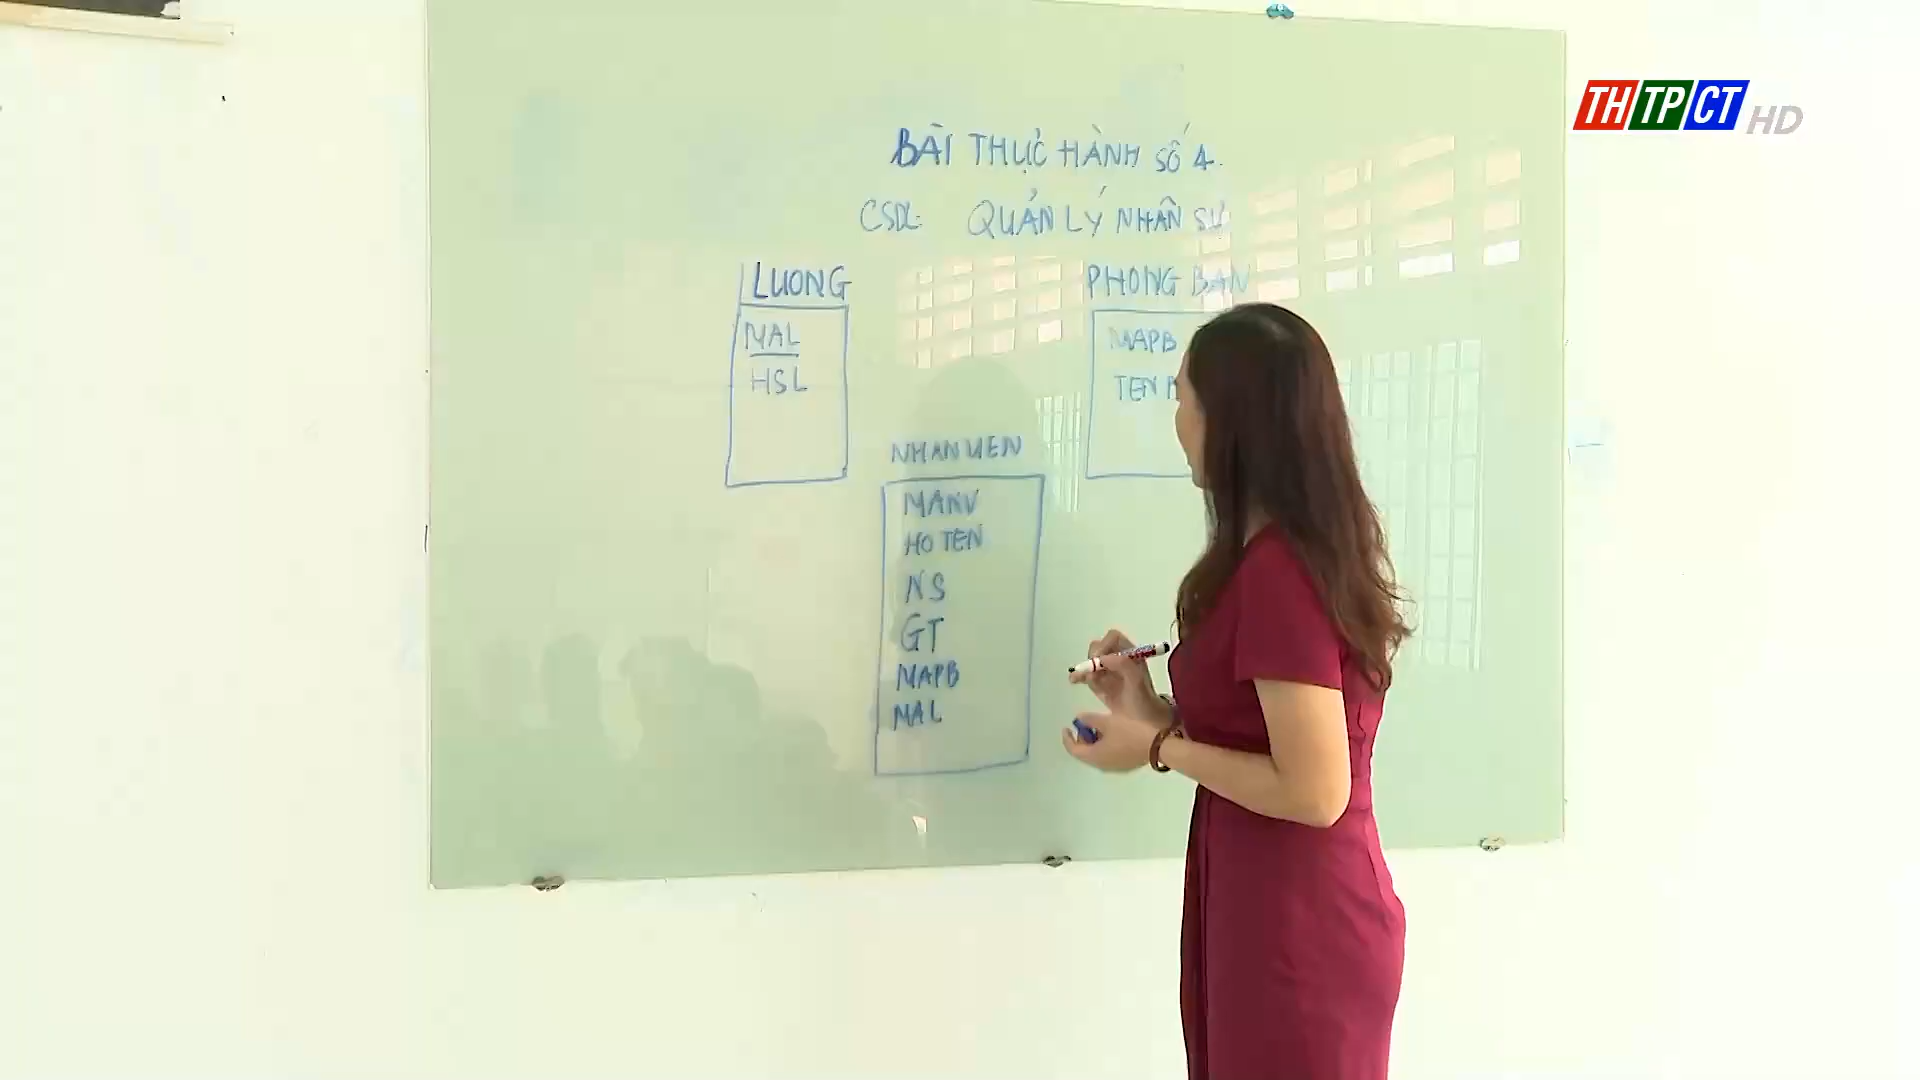 THTPCT HD
BÀI THỰC HÀNH SỐ 4.
CSDL: QUẢN LÝ NHÂN SỰ
LUONG
MAL
HSL
PHONG BAN
MAPB
TEN
NHANVIEN
MANV
HO TEN
NS
GT
MAPB
MAL